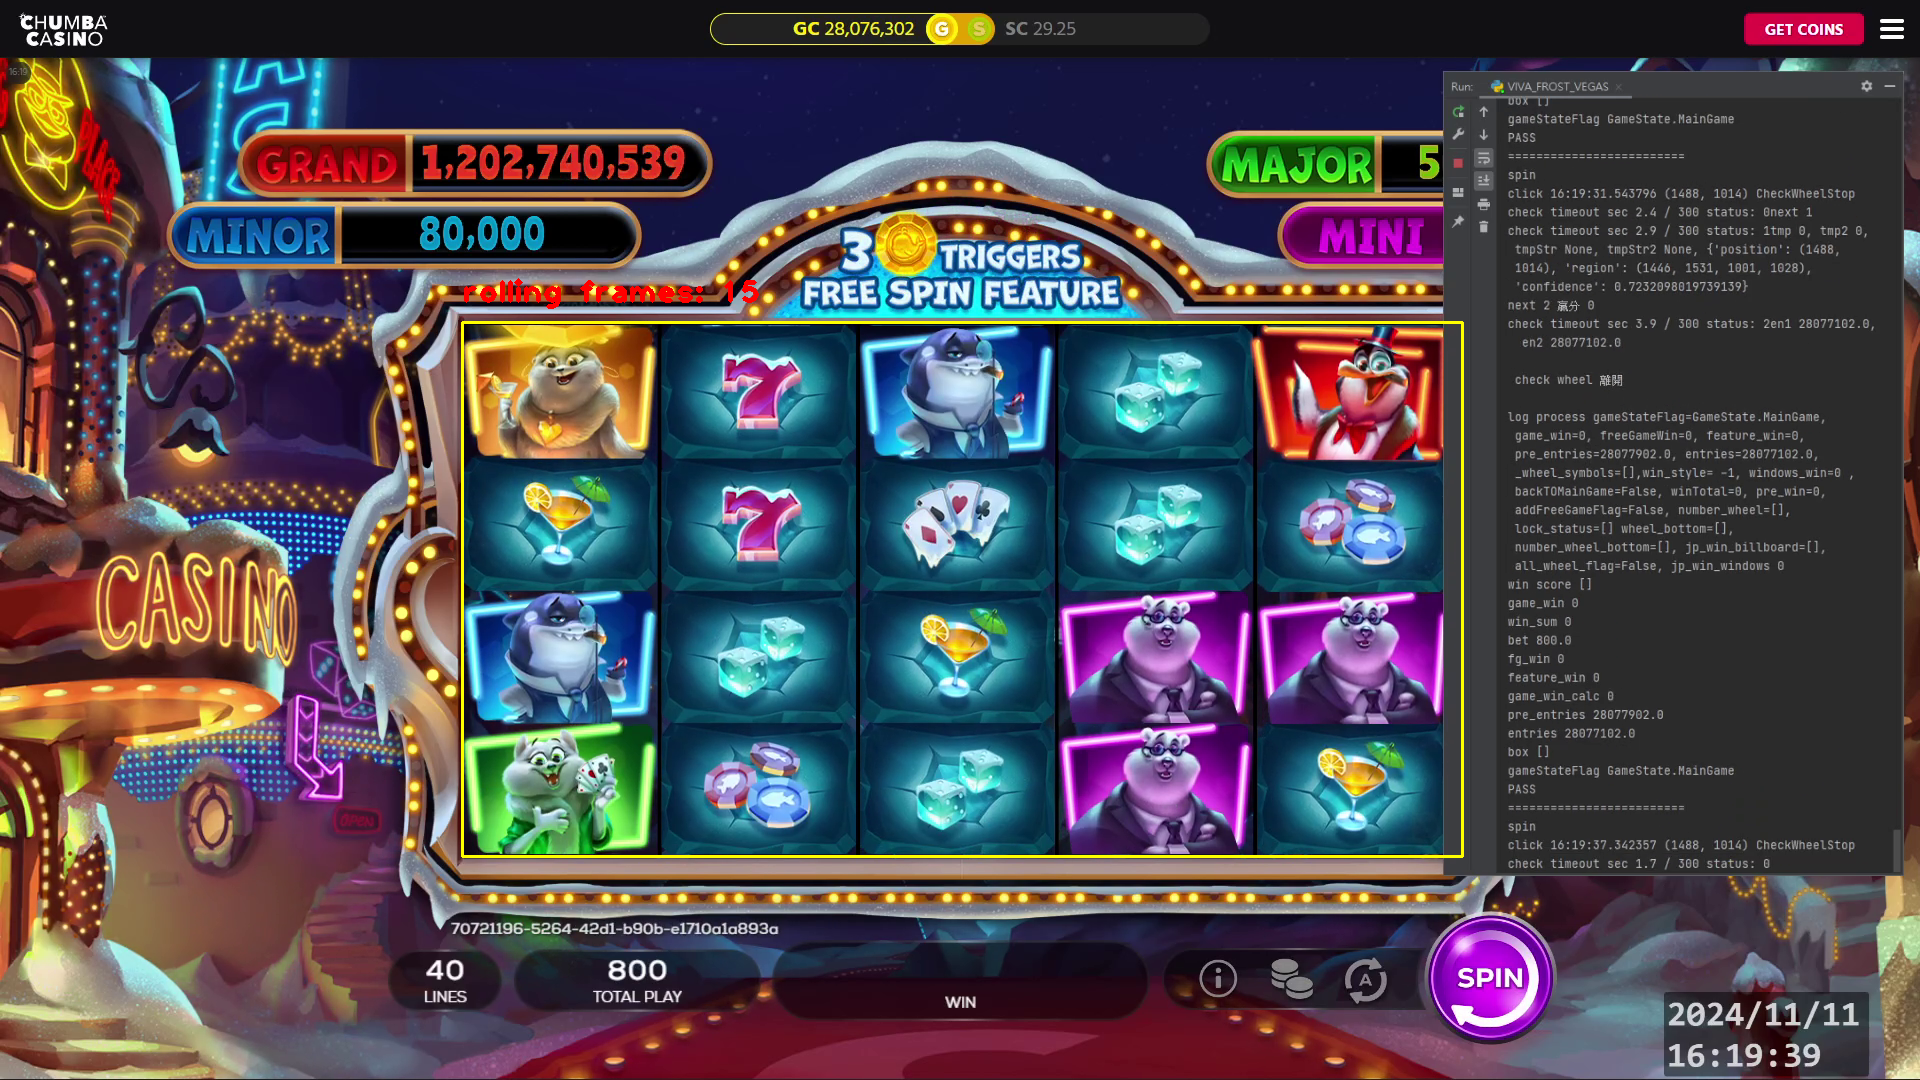 CHUMBA
CASINO
GC 28,076,302
G
S
SC 29.25
GET COINS
16:19
PLACE
GRAND
1,202,740,539
MAJOR
5
MINOR
80,000
MINI
3 TRIGGERS
FREE SPIN FEATURE
rolling frames: 15
CASINO
OPEN
70721196-5264-42d1-b90b-e1710a1a893a
40
LINES
800
TOTAL PLAY
WIN
A
SPIN
2024/11/11
16:19:39
Run:
VIVA_FROST_VEGAS
box []
gameStateFlag GameState.MainGame
PASS
=========================
spin
click 16:19:31.543796 (1488, 1014) CheckWheelStop
check timeout sec 2.4 / 300 status: 0next 1
check timeout sec 2.9 / 300 status: 1tmp 0, tmp2 0,
tmpStr None, tmpStr2 None, {'position': (1488,
1014), 'region': (1446, 1531, 1001, 1028),
'confidence': 0.7232098019739139}
next 2 贏分 0
check timeout sec 3.9 / 300 status: 2en1 28077102.0,
en2 28077102.0
check wheel 離開
log process gameStateFlag=GameState.MainGame,
game_win=0, freeGameWin=0, feature_win=0,
pre_entries=28077902.0, entries=28077102.0,
_wheel_symbols=[],win_style= -1, windows_win=0 ,
backTOMainGame=False, winTotal=0, pre_win=0,
addFreeGameFlag=False, number_wheel=[],
lock_status=[] wheel_bottom=[],
number_wheel_bottom=[], jp_win_billboard=[],
all_wheel_flag=False, jp_win_windows 0
win score []
game_win 0
win_sum 0
bet 800.0
fg_win 0
feature_win 0
game_win_calc 0
pre_entries 28077902.0
entries 28077102.0
box []
gameStateFlag GameState.MainGame
PASS
=========================
spin
click 16:19:37.342357 (1488, 1014) CheckWheelStop
check timeout sec 1.7 / 300 status: 0